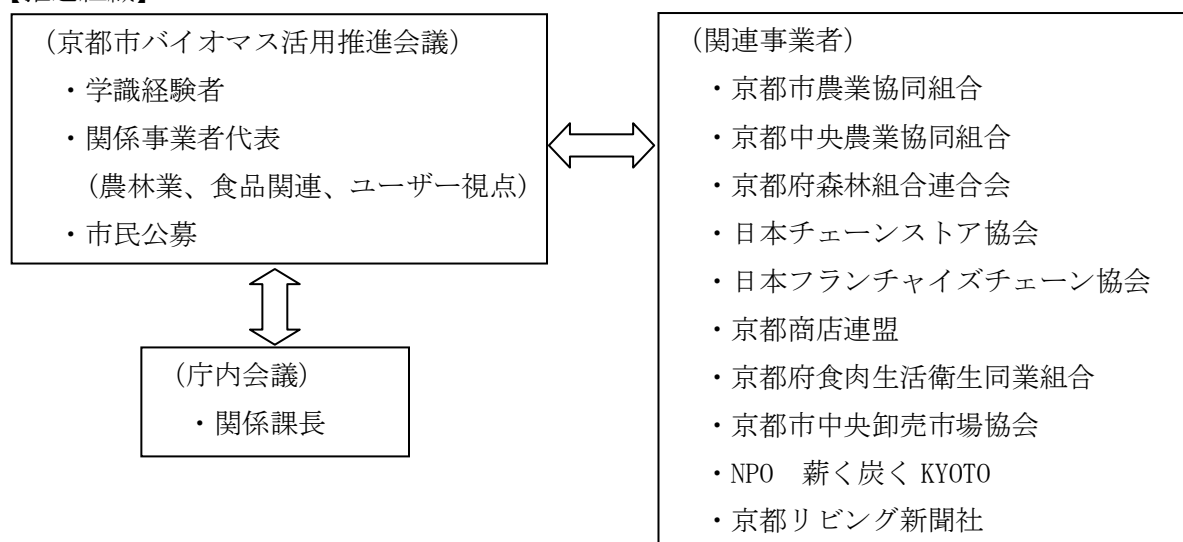 (京都市バイオマス活用推進会議)
・学識経験者
・関係事業者代表
(農林業、食品関連、ユーザー視点)
・市民公募
(庁内会議)
・関係課長
(関連事業者)
・京都市農業協同組合
・京都中央農業協同組合
・京都府森林組合連合会
・日本チェーンストア協会
・日本フランチャイズチェーン協会
・京都商店連盟
・京都府食肉生活衛生同業組合
・京都市中央卸売市場協会
・NPO　薪く炭く KYOTO
・京都リビング新聞社